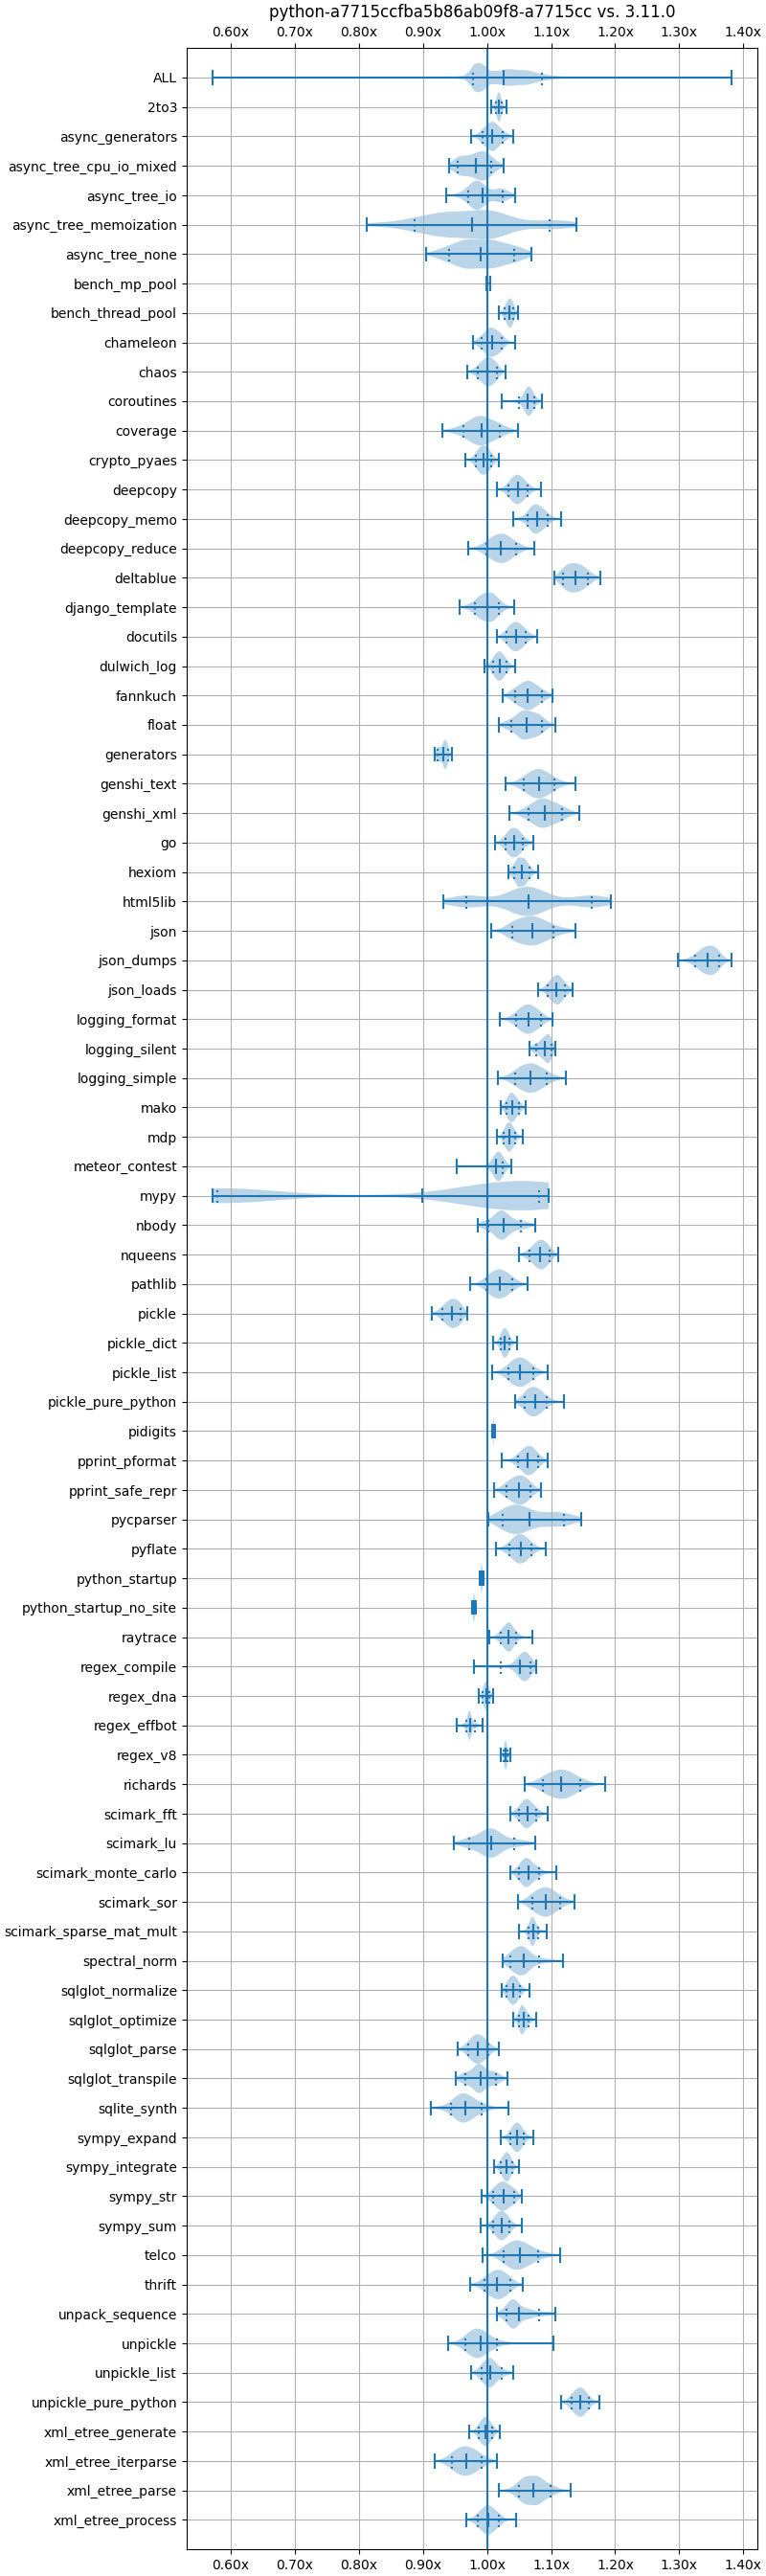 python-a7715ccfba5b86ab09f8-a7715cc vs. 3.11.0
0.60x 0.70x 0.80x 0.90x 1.00x 1.10x 1.20x 1.30x 1.40x
ALL
2to3
async_generators
async_tree_cpu_io_mixed
async_tree_io
async_tree_memoization
async_tree_none
bench_mp_pool
bench_thread_pool
chameleon
chaos
coroutines
coverage
crypto_pyaes
deepcopy
deepcopy_memo
deepcopy_reduce
deltablue
django_template
docutils
dulwich_log
fannkuch
float
generators
genshi_text
genshi_xml
go
hexiom
html5lib
json
json_dumps
json_loads
logging_format
logging_silent
logging_simple
mako
mdp
meteor_contest
mypy
nbody
nqueens
pathlib
pickle
pickle_dict
pickle_list
pickle_pure_python
pidigits
pprint_pformat
pprint_safe_repr
pycparser
pyflate
python_startup
python_startup_no_site
raytrace
regex_compile
regex_dna
regex_effbot
regex_v8
richards
scimark_fft
scimark_lu
scimark_monte_carlo
scimark_sor
scimark_sparse_mat_mult
spectral_norm
sqlglot_normalize
sqlglot_optimize
sqlglot_parse
sqlglot_transpile
sqlite_synth
sympy_expand
sympy_integrate
sympy_str
sympy_sum
telco
thrift
unpack_sequence
unpickle
unpickle_list
unpickle_pure_python
xml_etree_generate
xml_etree_iterparse
xml_etree_parse
xml_etree_process
0.60x 0.70x 0.80x 0.90x 1.00x 1.10x 1.20x 1.30x 1.40x